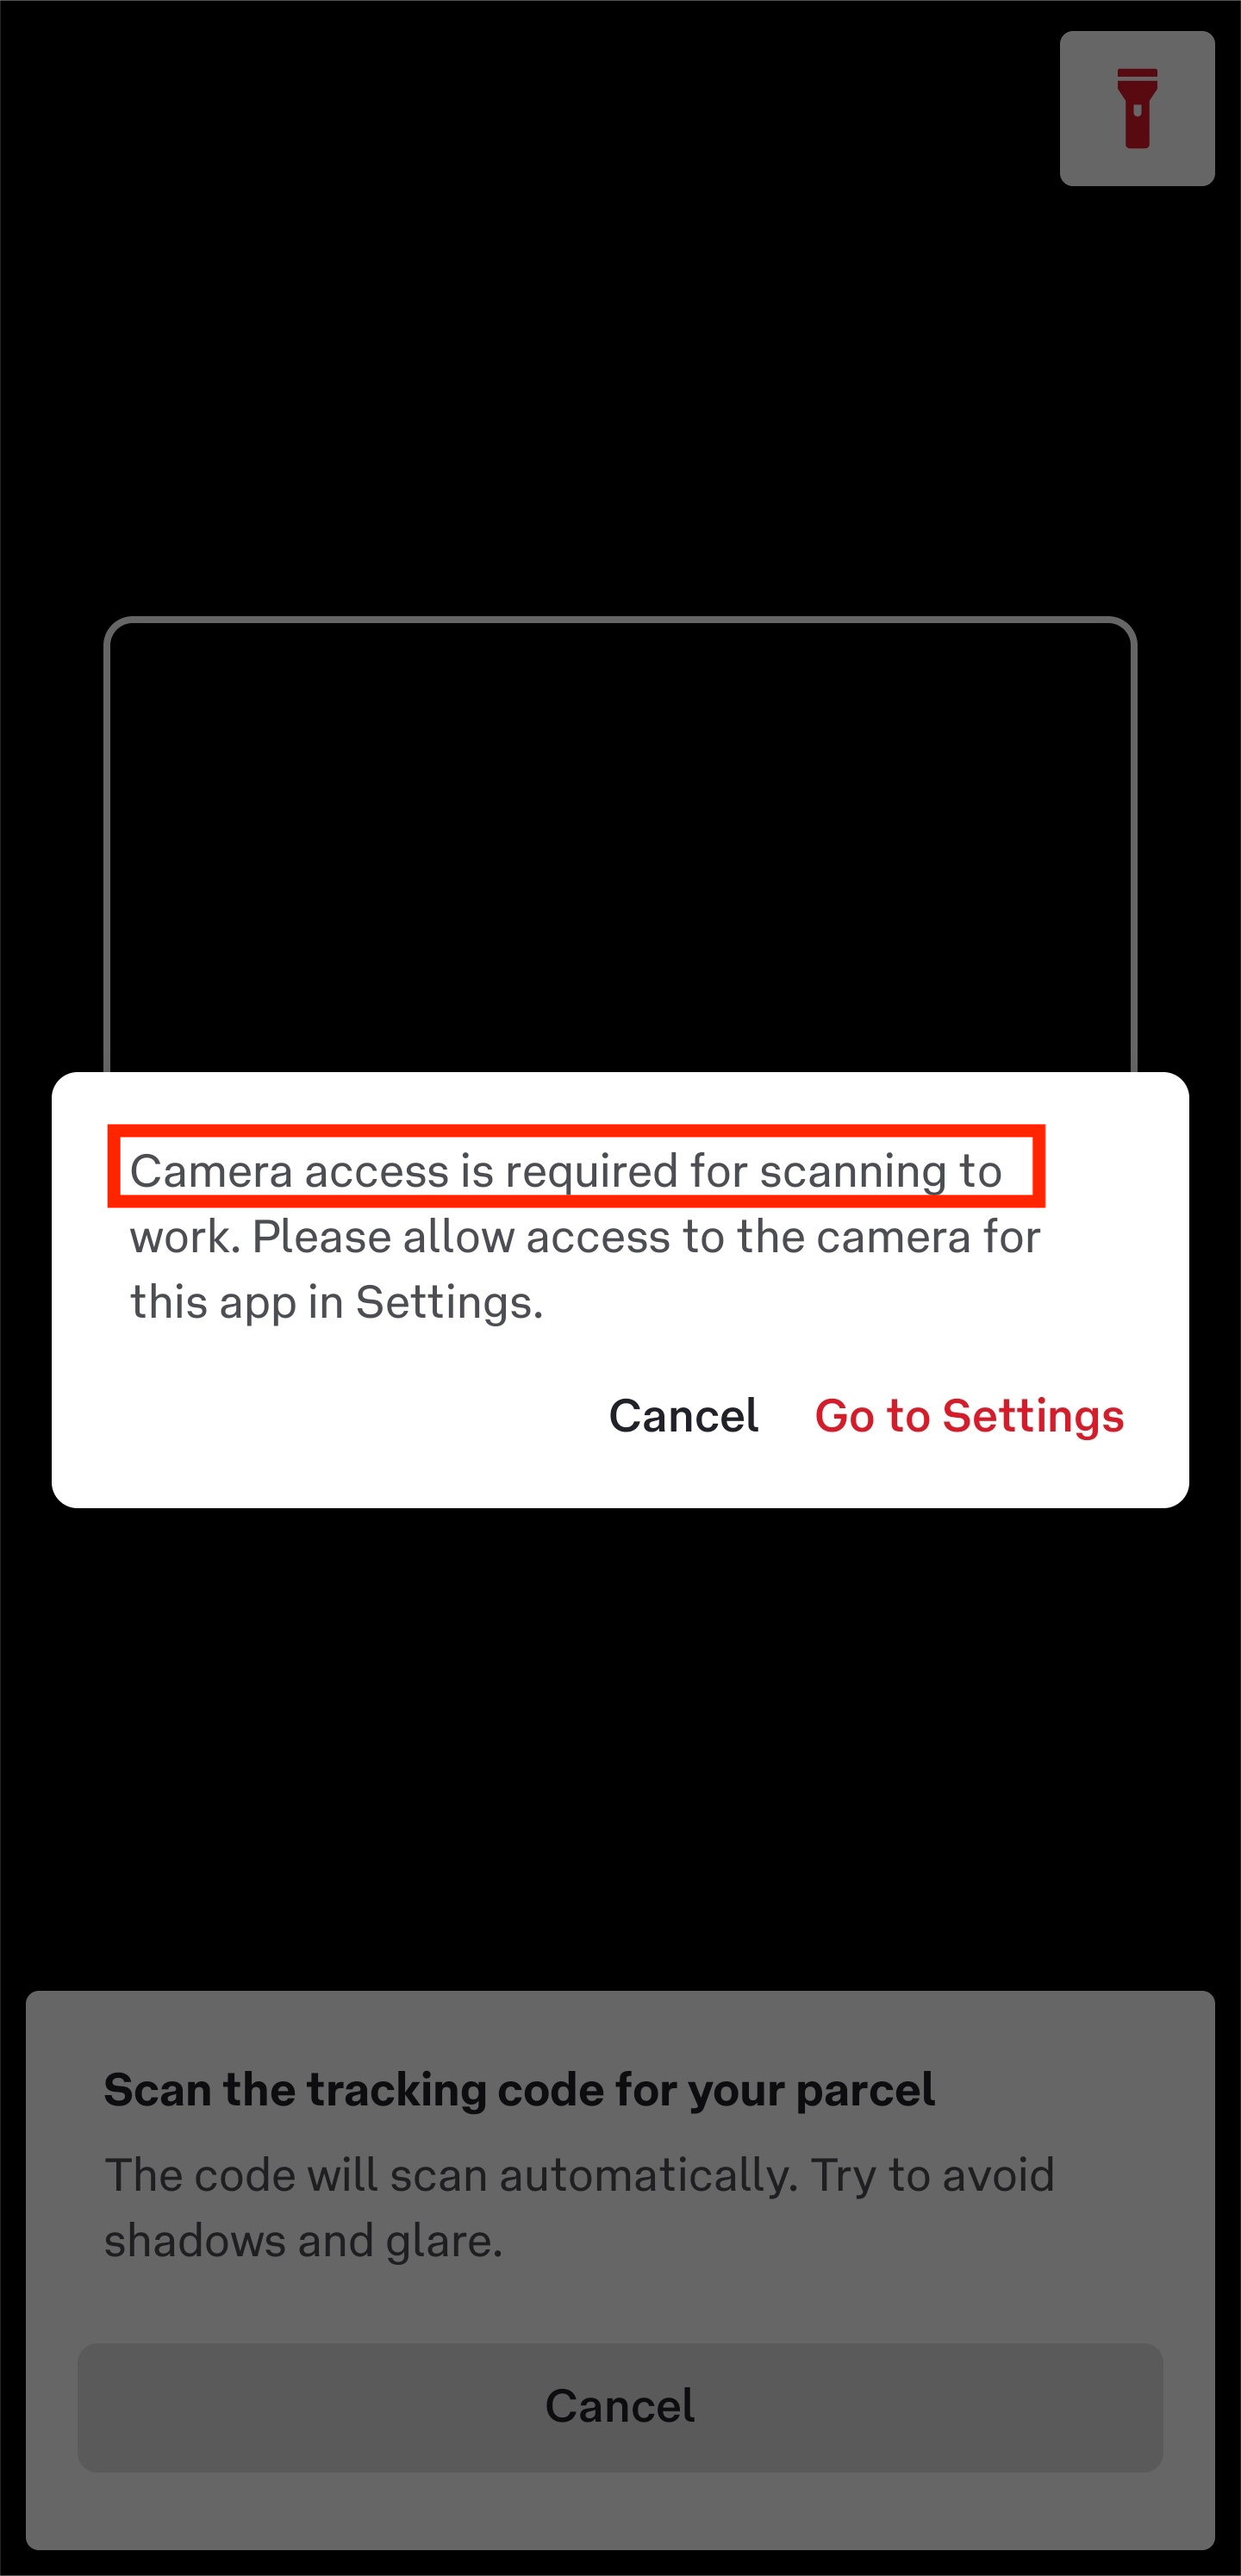 Camera access is required for scanning to
work. Please allow access to the camera for
this app in Settings.
Cancel Go to Settings
Scan the tracking code for your parcel
The code will scan automatically. Try to avoid
shadows and glare.
Cancel